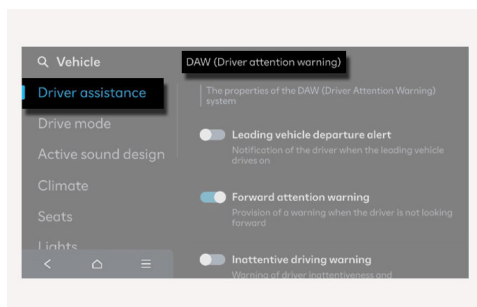 Vehicle
Driver assistance
Drive mode
Active sound design
Climate
Seats
Lights
DAW (Driver attention warning)
The properties of the DAW (Driver Attention Warning)
system
Leading vehicle departure alert
Notification of the driver when the leading vehicle
drives on
Forward attention warning
Provision of a warning when the driver is not looking
forward
Inattentive driving warning
Warning of driver inattentiveness and